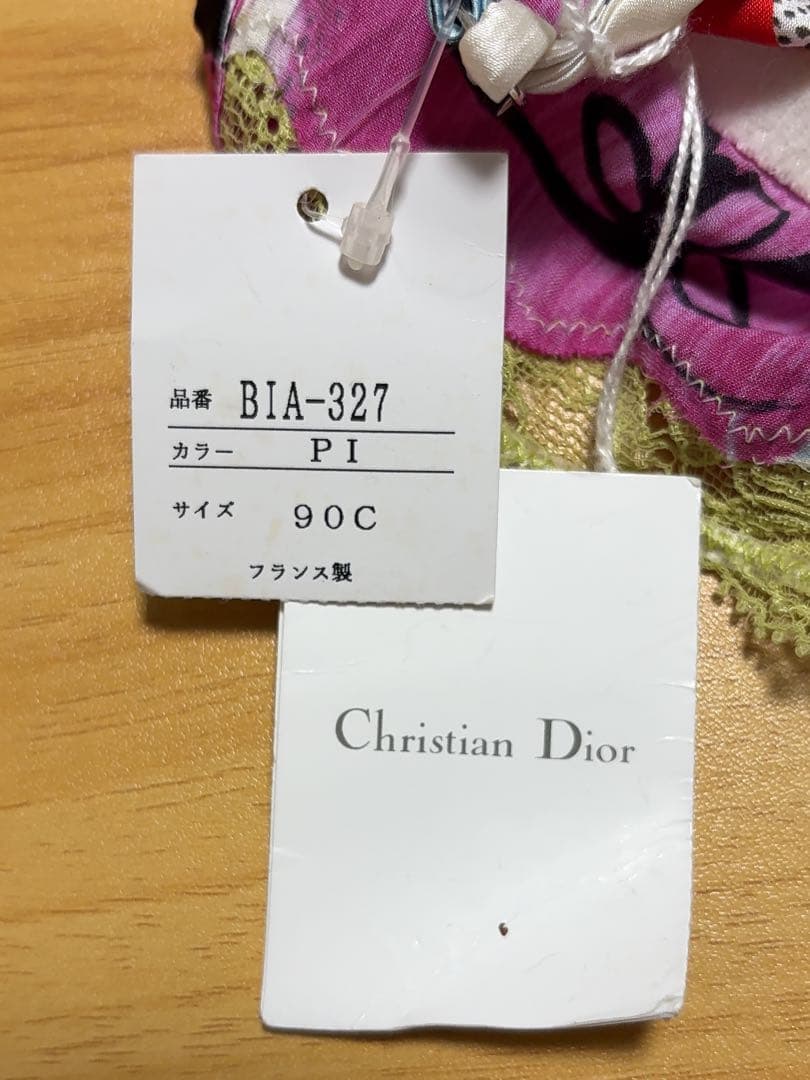 品番 BIA-327
カラー PI
サイズ 90C
フランス製
Christian Dior